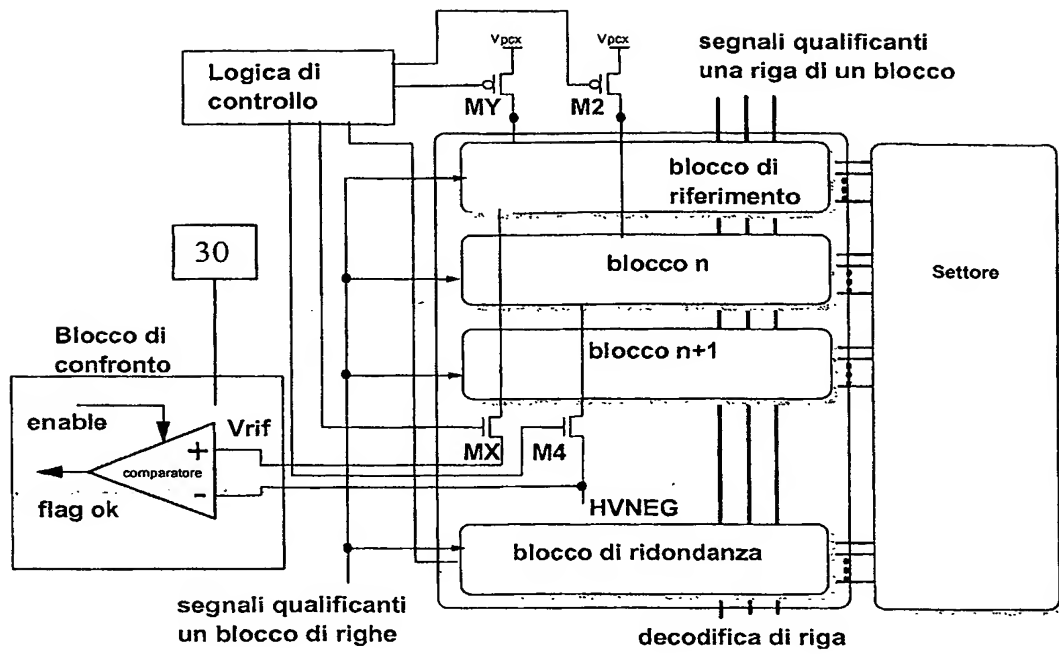 Vpcx
Vpcx
segnali qualificanti
una riga di un blocco
Logica di
controllo
MY
M2
blocco di
riferimento
30
blocco n
Settore
Blocco di
confronto
blocco n+1
enable
Vrif
+
comparatore
MX
M4
-
flag ok
HVNEG
blocco di ridondanza
segnali qualificanti
un blocco di righe
decodifica di riga